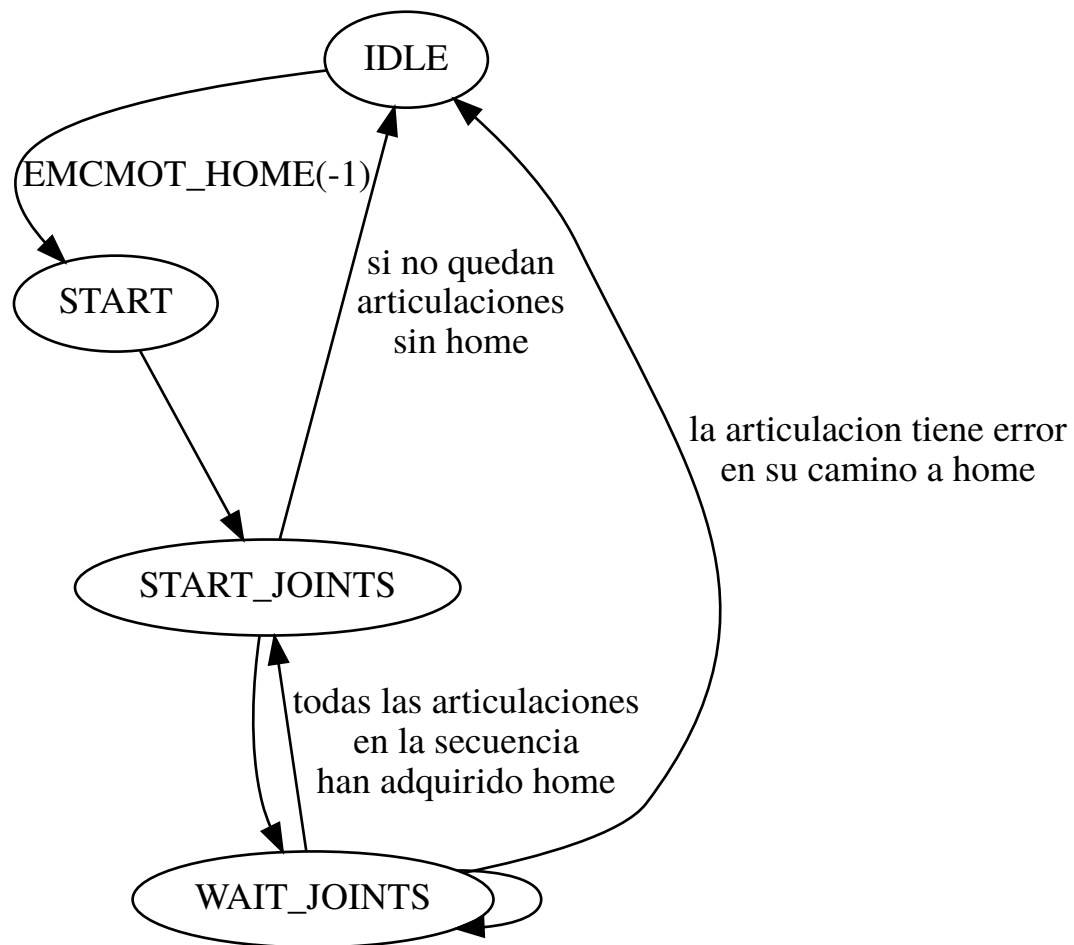 IDLE
EMCMOT_HOME(-1)
START
si no quedan
articulaciones
sin home
la articulacion tiene error
en su camino a home
START_JOINTS
todas las articulaciones
en la secuencia
han adquirido home
WAIT_JOINTS